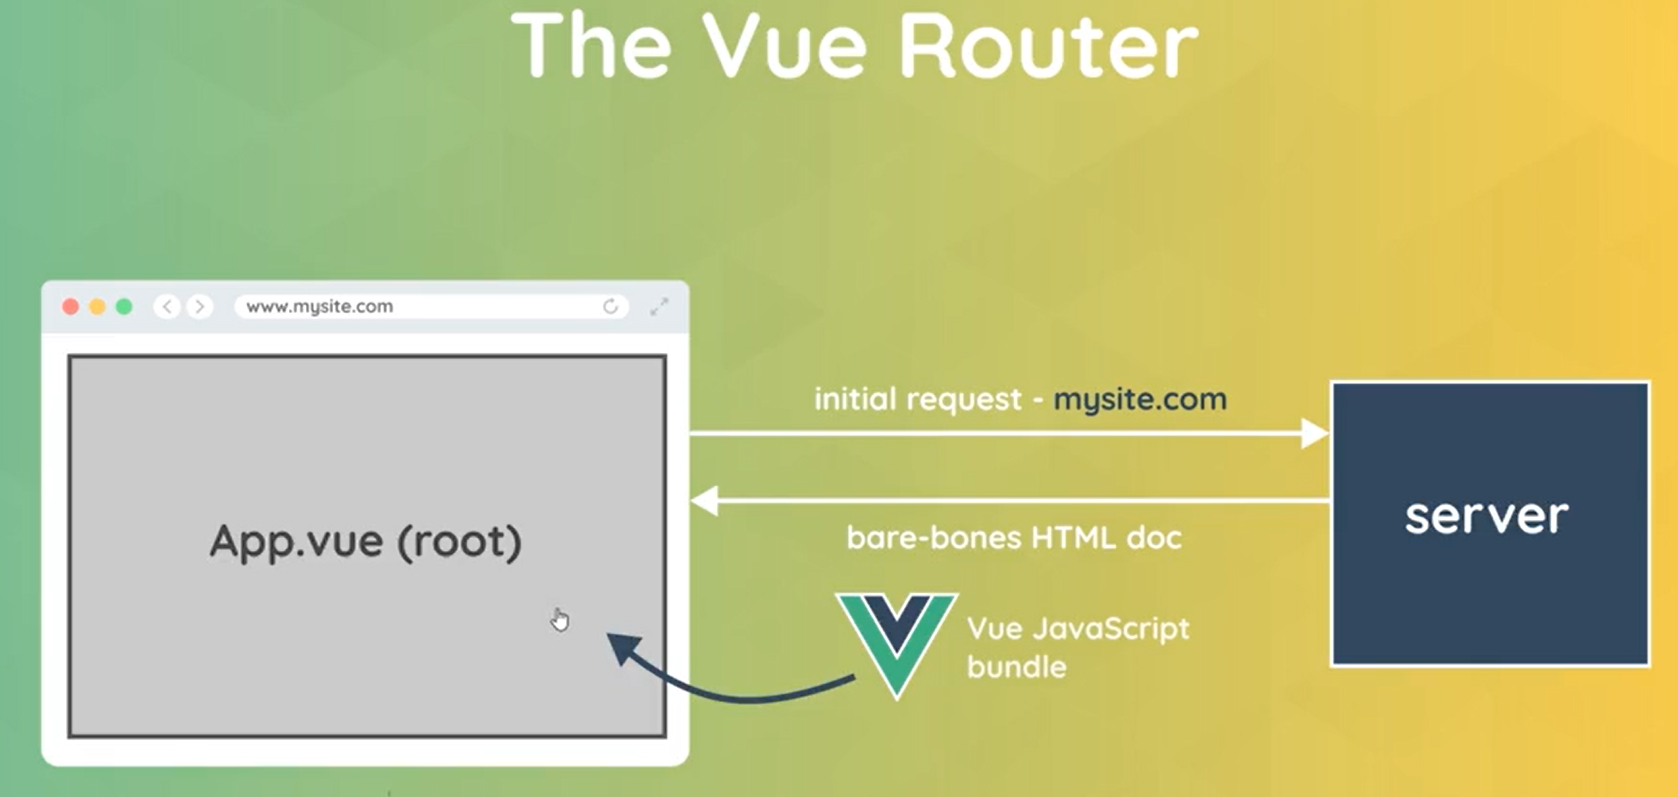 The Vue Router
www.mysite.com
initial request - mysite.com
server
bare-bones HTML doc
App.vue (root)
Vue JavaScript
bundle